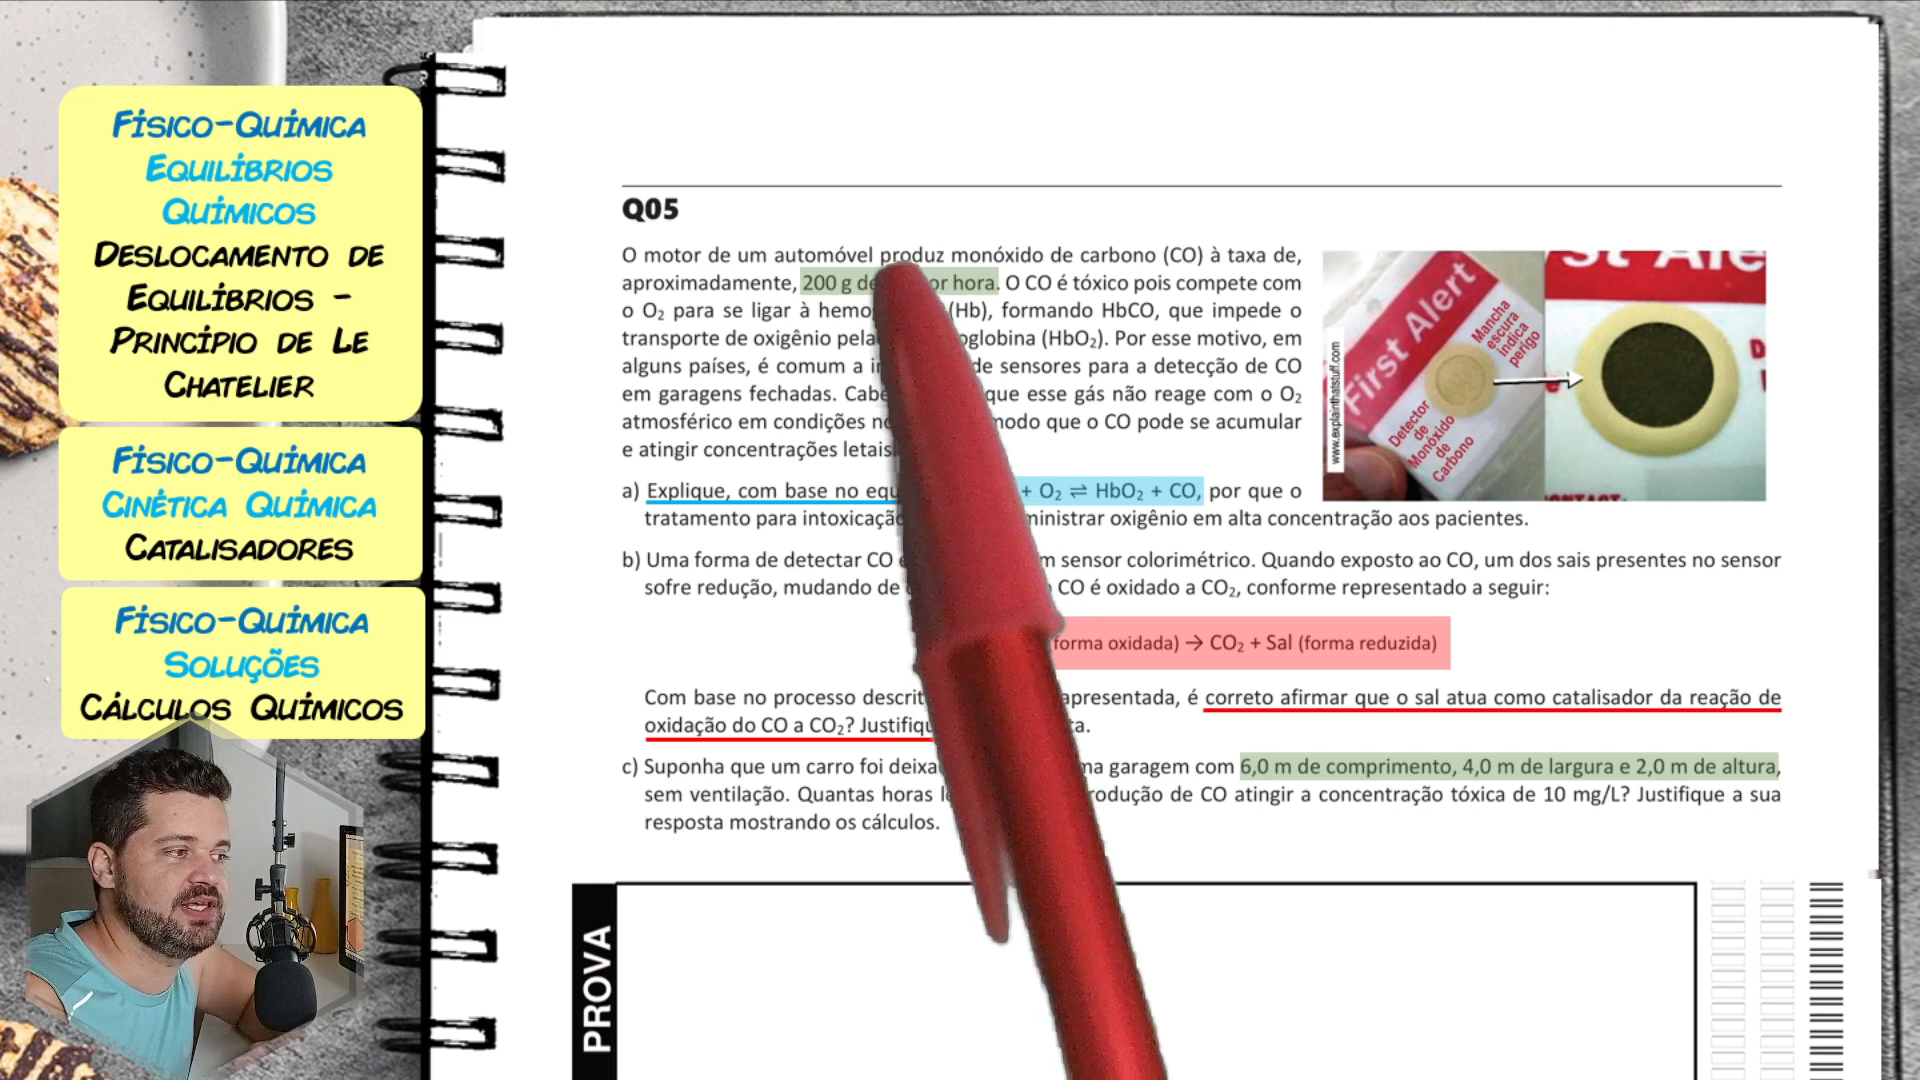 FÍSICO-QUÍMICA
EQUILÍBRIOS
QUÍMICOS
DESLOCAMENTO DE
EQUILÍBRIOS -
PRINCÍPIO DE LE
CHATELIER
FÍSICO-QUÍMICA
CINÉTICA QUÍMICA
CATALISADORES
FÍSICO-QUÍMICA
SOLUÇÕES
CÁLCULOS QUÍMICOS
Q05
O motor de um automóvel produz monóxido de carbono (CO) à taxa de,
aproximadamente, 200 g de or hora. O CO é tóxico pois compete com
o O₂ para se ligar à hemo (Hb), formando HbCO, que impede o
transporte de oxigênio pela oglobina (HbO₂). Por esse motivo, em
alguns países, é comum a in de sensores para a detecção de CO
em garagens fechadas. Cabe que esse gás não reage com o O₂
atmosférico em condições no modo que o CO pode se acumular
e atingir concentrações letais
First Alert
Mancha
escura
indica
perigo
Detector
de
Monóxido
de
Carbono
www.explainthatstuff.com
a) Explique, com base no equ + O₂ ⇌ HbO₂ + CO, por que o
tratamento para intoxicação ministrar oxigênio em alta concentração aos pacientes.
b) Uma forma de detectar CO é m sensor colorimétrico. Quando exposto ao CO, um dos sais presentes no sensor
sofre redução, mudando de CO é oxidado a CO₂, conforme representado a seguir:
forma oxidada) → CO₂ + Sal (forma reduzida)
Com base no processo descrit apresentada, é correto afirmar que o sal atua como catalisador da reação de
oxidação do CO a CO₂? Justifiqu ta.
c) Suponha que um carro foi deixa ma garagem com 6,0 m de comprimento, 4,0 m de largura e 2,0 m de altura,
sem ventilação. Quantas horas l rodução de CO atingir a concentração tóxica de 10 mg/L? Justifique a sua
resposta mostrando os cálculos.
PROVA